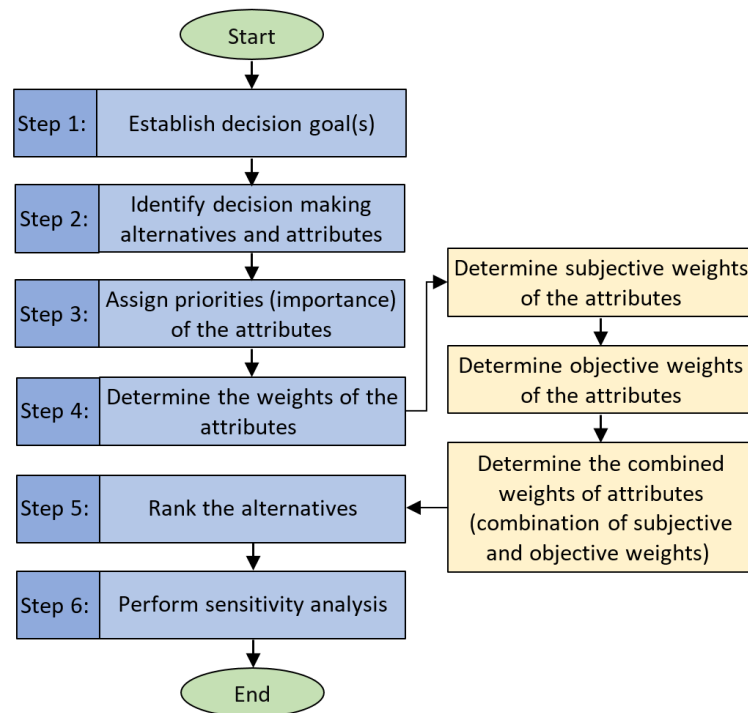 Start
Step 1:
Establish decision goal(s)
Step 2:
Identify decision making
alternatives and attributes
Step 3:
Assign priorities (importance)
of the attributes
Step 4:
Determine the weights of the
attributes
Determine subjective weights
of the attributes
Determine objective weights
of the attributes
Determine the combined
weights of attributes
(combination of subjective
and objective weights)
Step 5:
Rank the alternatives
Step 6:
Perform sensitivity analysis
End